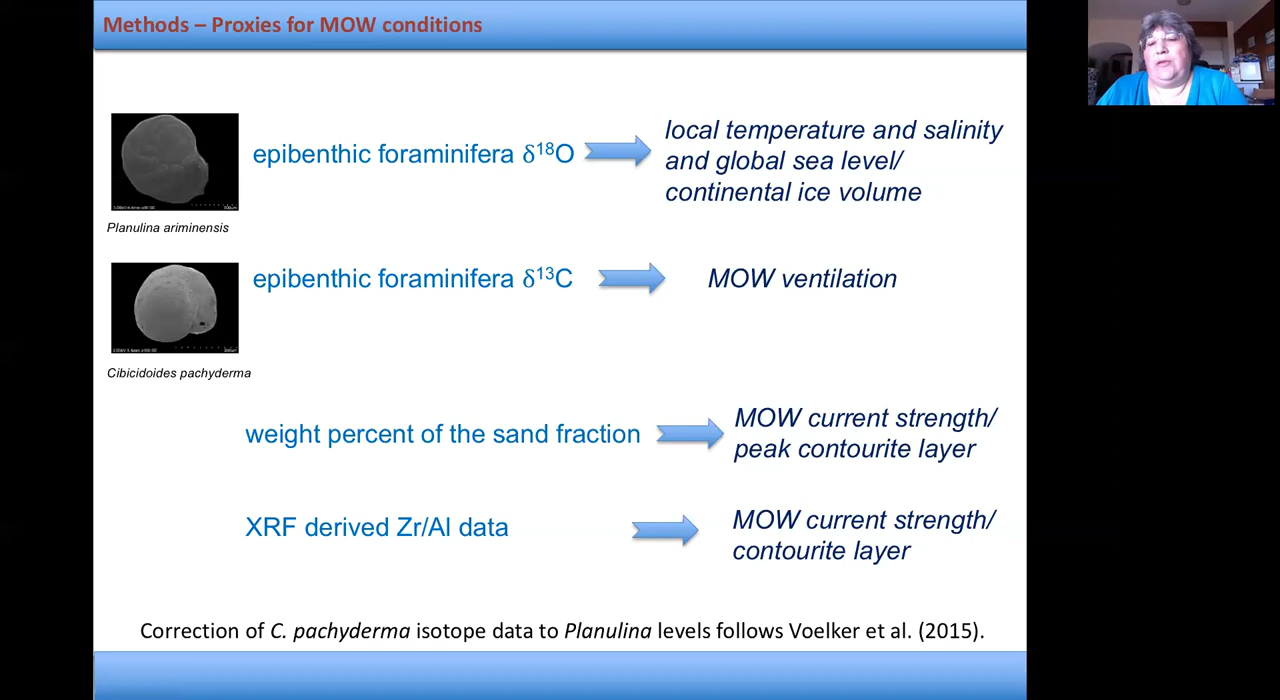 Methods – Proxies for MOW conditions
epibenthic foraminifera δ¹⁸O
local temperature and salinity
and global sea level/
continental ice volume
Planulina ariminensis
epibenthic foraminifera δ¹³C
MOW ventilation
Cibicidoides pachyderma
weight percent of the sand fraction
MOW current strength/
peak contourite layer
XRF derived Zr/Al data
MOW current strength/
contourite layer
Correction of C. pachyderma isotope data to Planulina levels follows Voelker et al. (2015).